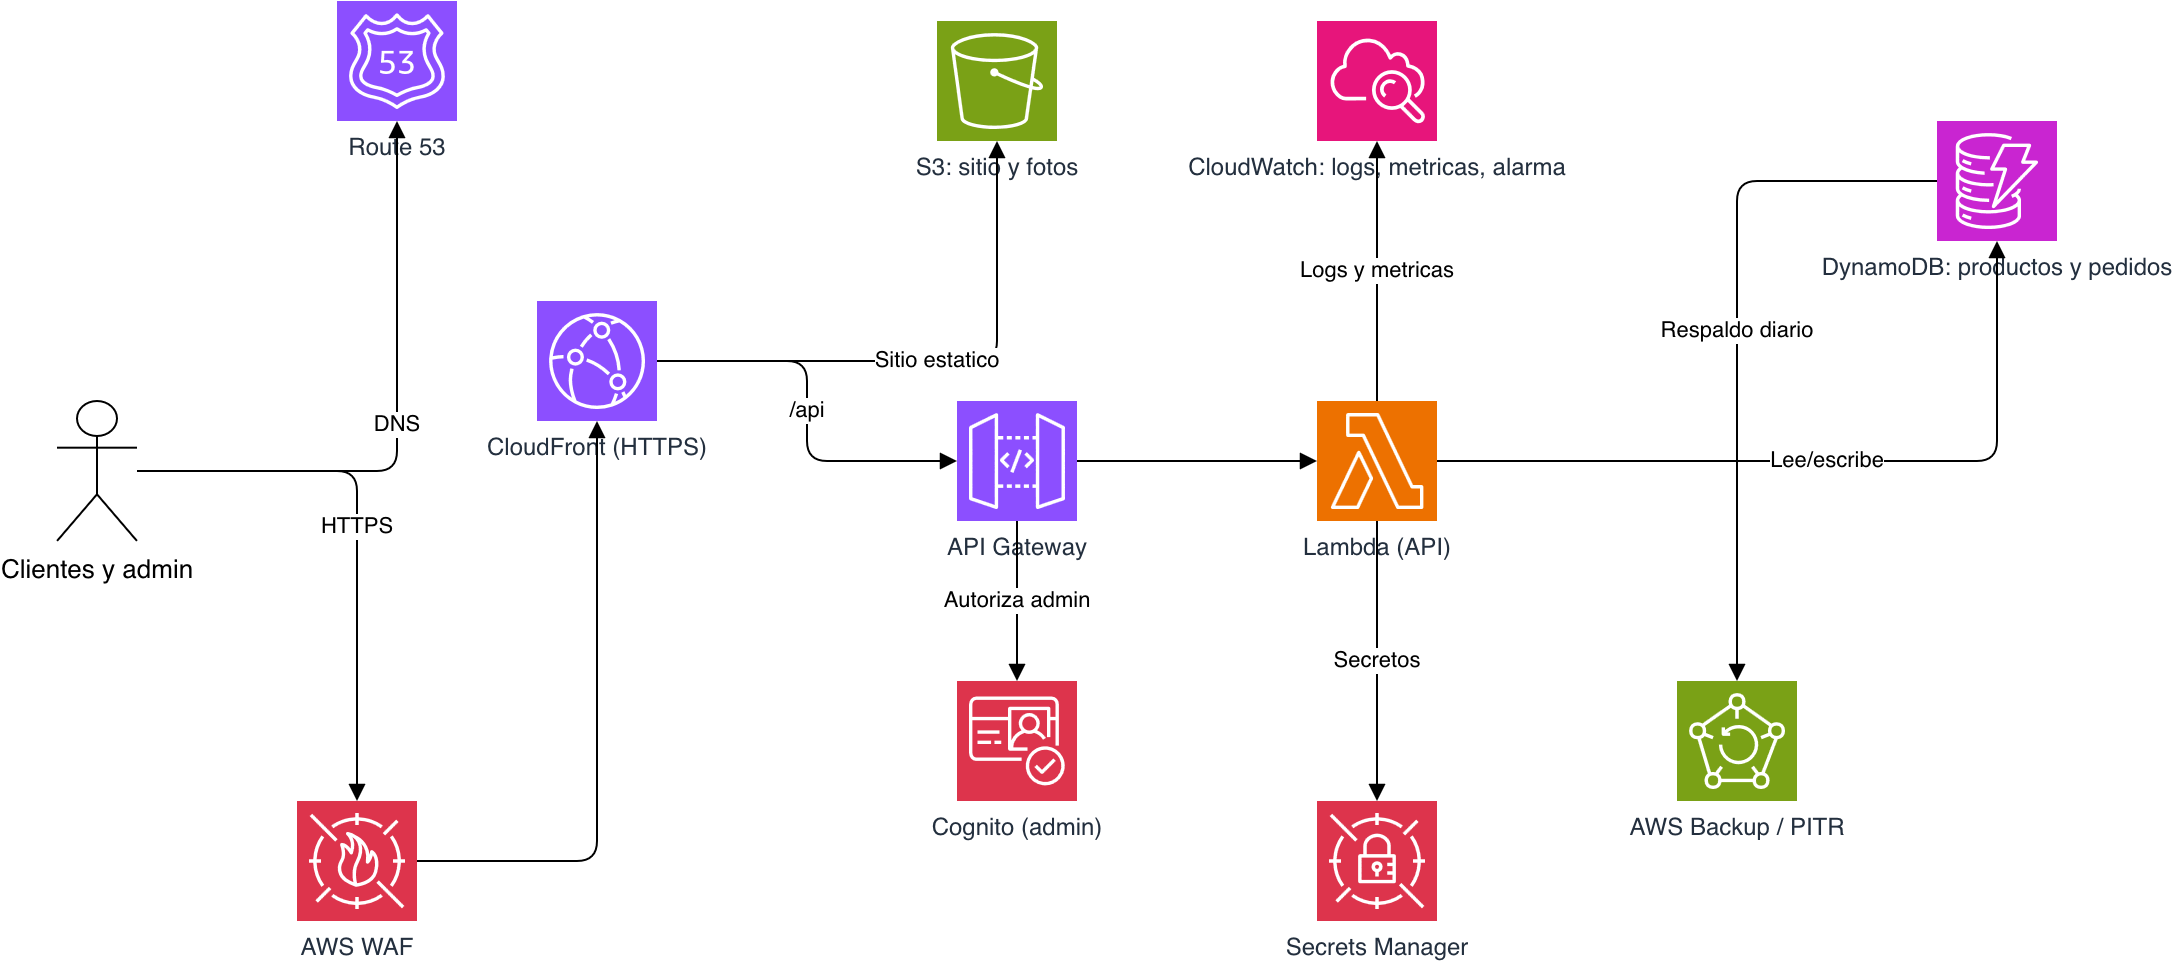 53
Route 53
S3: sitio y fotos
CloudWatch: logs, metricas, alarma
DynamoDB: productos y pedidos
Logs y metricas
Respaldo diario
Sitio estatico
/api
DNS
CloudFront (HTTPS)
Lee/escribe
HTTPS
API Gateway
Lambda (API)
Clientes y admin
Autoriza admin
Secretos
Cognito (admin)
AWS Backup / PITR
AWS WAF
Secrets Manager